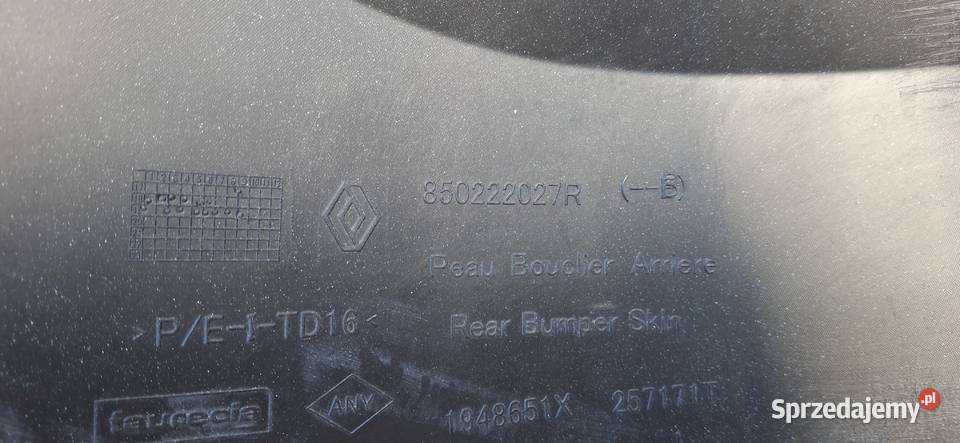 850222027R (--B)
Peau Bouclier Arriere
>P/E-I-TD16<
Rear Bumper Skin
faurecia
ANY
1948651X 257171T
Sprzedajemy.pl